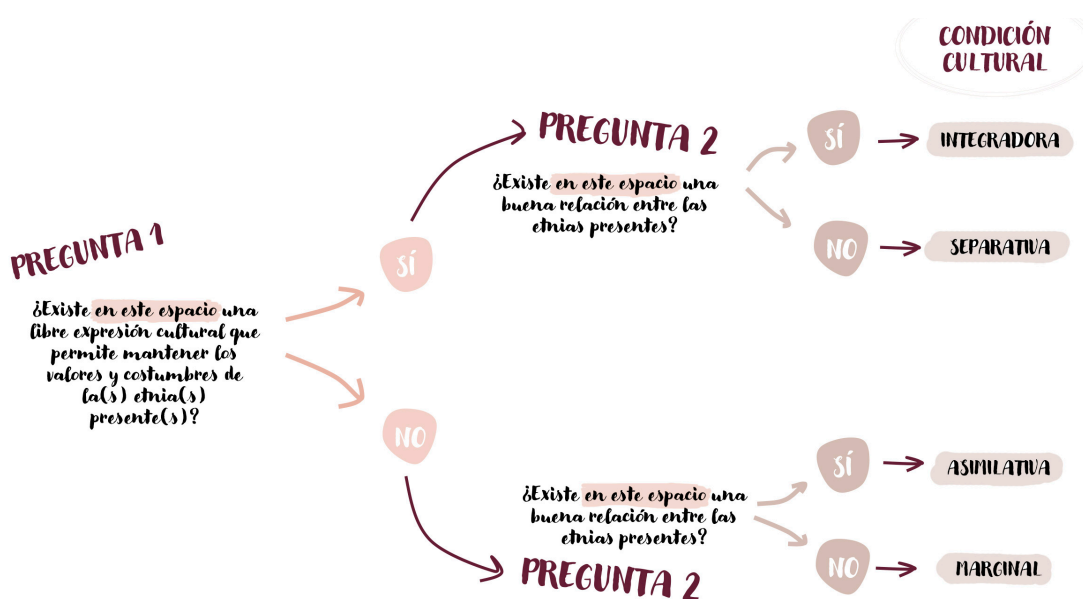 CONDICIÓN
CULTURAL
PREGUNTA 1
¿Existe en este espacio una
libre expresión cultural que
permite mantener los
valores y costumbres de
la(s) etnia(s)
presente(s)?
SÍ
PREGUNTA 2
¿Existe en este espacio una
buena relación entre las
etnias presentes?
SÍ
INTEGRADORA
NO
SEPARATIVA
NO
¿Existe en este espacio una
buena relación entre las
etnias presentes?
PREGUNTA 2
SÍ
ASIMILATIVA
NO
MARGINAL